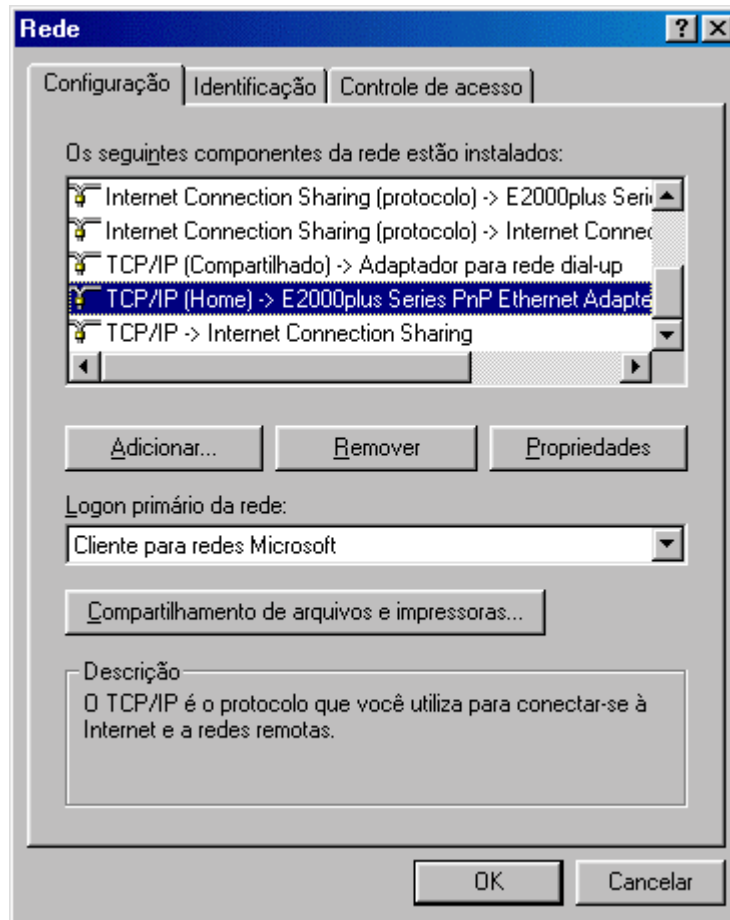 Rede
Configuração Identificação Controle de acesso
Os seguintes componentes da rede estão instalados:
Internet Connection Sharing (protocolo) -> E2000plus Seri
Internet Connection Sharing (protocolo) -> Internet Connec
TCP/IP (Compartilhado) -> Adaptador para rede dial-up
TCP/IP (Home) -> E2000plus Series PnP Ethernet Adapte
TCP/IP -> Internet Connection Sharing
Adicionar... Remover Propriedades
Logon primário da rede:
Cliente para redes Microsoft
Compartilhamento de arquivos e impressoras...
Descrição
O TCP/IP é o protocolo que você utiliza para conectar-se à
Internet e a redes remotas.
OK Cancelar